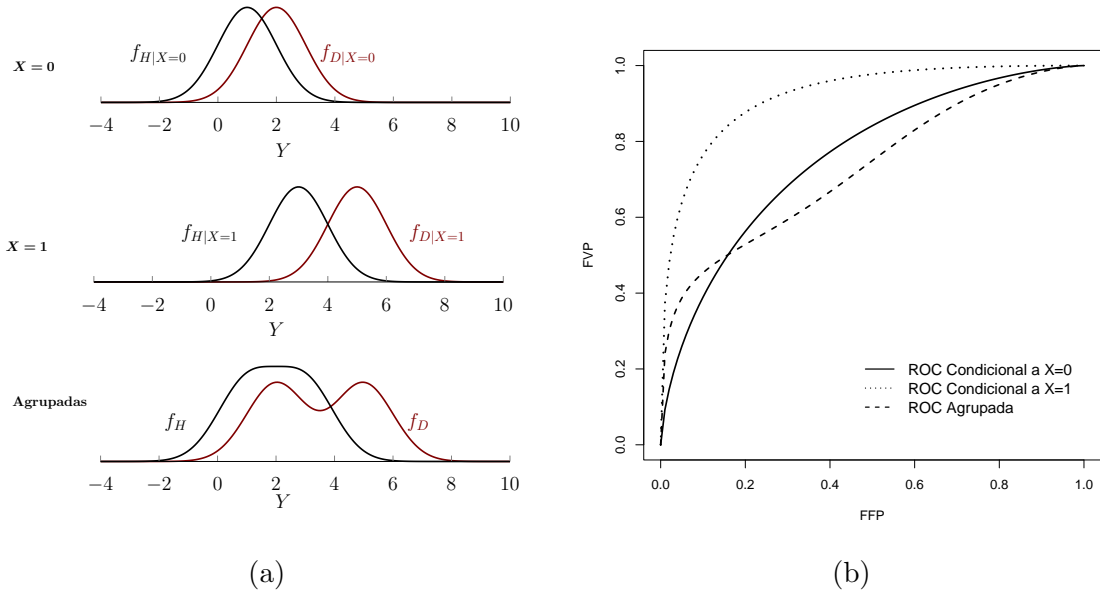 X = 0
f_{H|X=0}
f_{D|X=0}
−4 −2 0 2 4 6 8 10
Y
X = 1
f_{H|X=1}
f_{D|X=1}
−4 −2 0 2 4 6 8 10
Y
Agrupadas
f_H
f_D
−4 −2 0 2 4 6 8 10
Y
(a)
FVP
1.0
0.8
0.6
0.4
0.2
0.0
ROC Condicional a X=0
ROC Condicional a X=1
ROC Agrupada
0.0 0.2 0.4 0.6 0.8 1.0
FFP
(b)